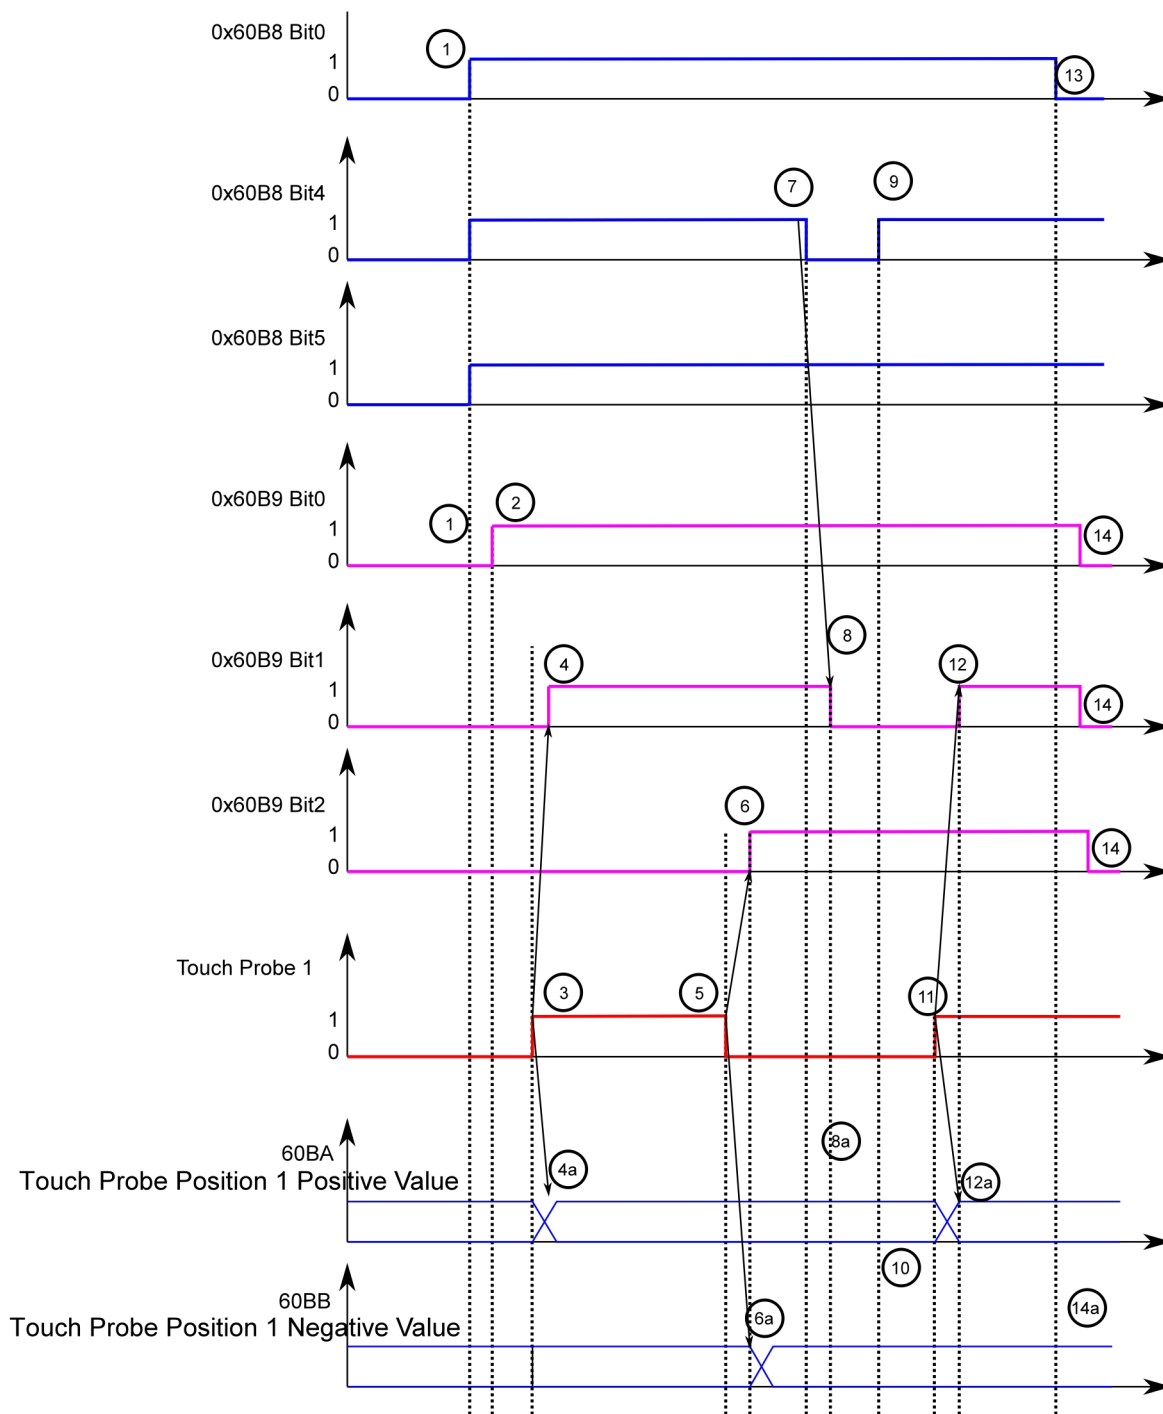 0x60B8 Bit0
1
1
13
0
0x60B8 Bit4
7
9
1
0
0x60B8 Bit5
1
0
0x60B9 Bit0
2
1
1
14
0
0x60B9 Bit1
4
8
12
1
14
0
0x60B9 Bit2
6
1
14
0
Touch Probe 1
3
5
11
1
0
60BA
8a
Touch Probe Position 1 Positive Value
4a
12a
10
60BB
14a
Touch Probe Position 1 Negative Value
6a